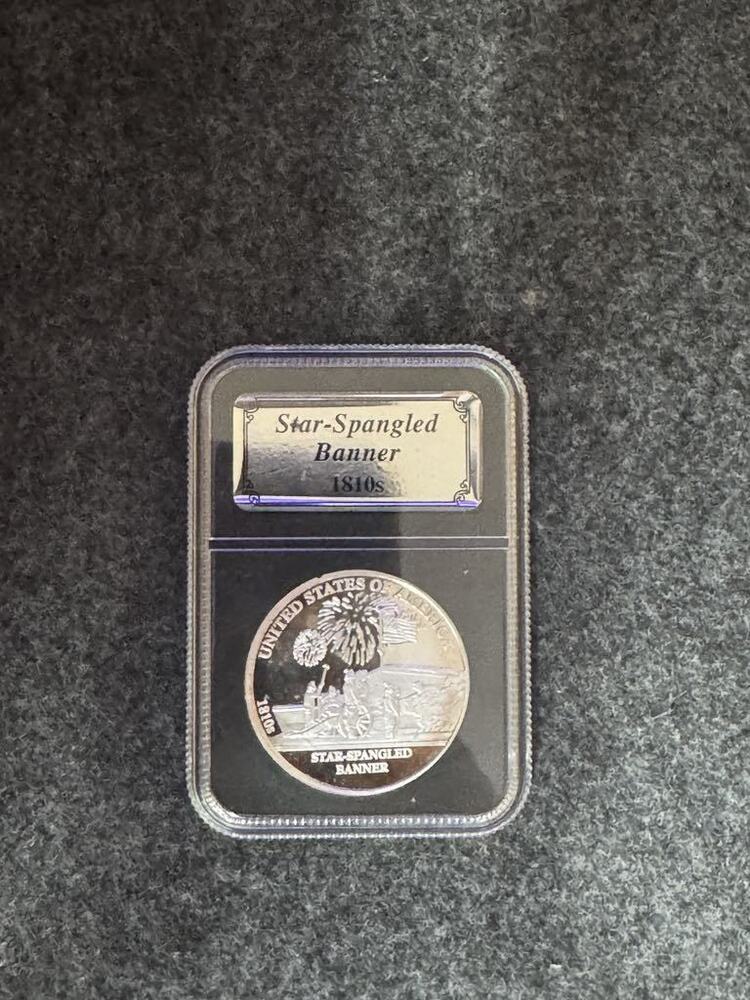 Star-Spangled
Banner
1810s
UNITED STATES OF AMERICA
1810s
STAR-SPANGLED
BANNER